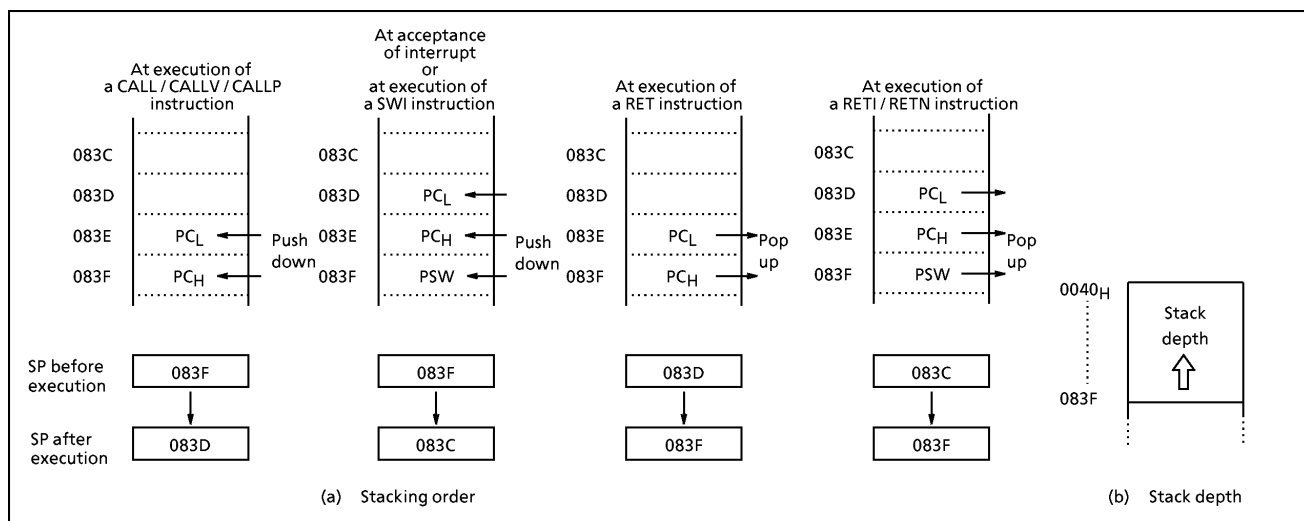 At execution of
a CALL / CALLV / CALLP
instruction
083C
083D
083E
083F
PCL
PCH
Push
down
At acceptance
of interrupt
or
at execution of
a SWI instruction
083C
083D
083E
083F
PCL
PCH
PSW
Push
down
At execution of
a RET instruction
083C
083D
083E
083F
PCL
PCH
Pop
up
At execution of
a RETI / RETN instruction
083C
083D
083E
083F
PCL
PCH
PSW
Pop
up
SP before
execution
083F
083F
083D
083C
SP after
execution
083D
083C
083F
083F
(a) Stacking order
0040H
083F
Stack
depth
(b) Stack depth